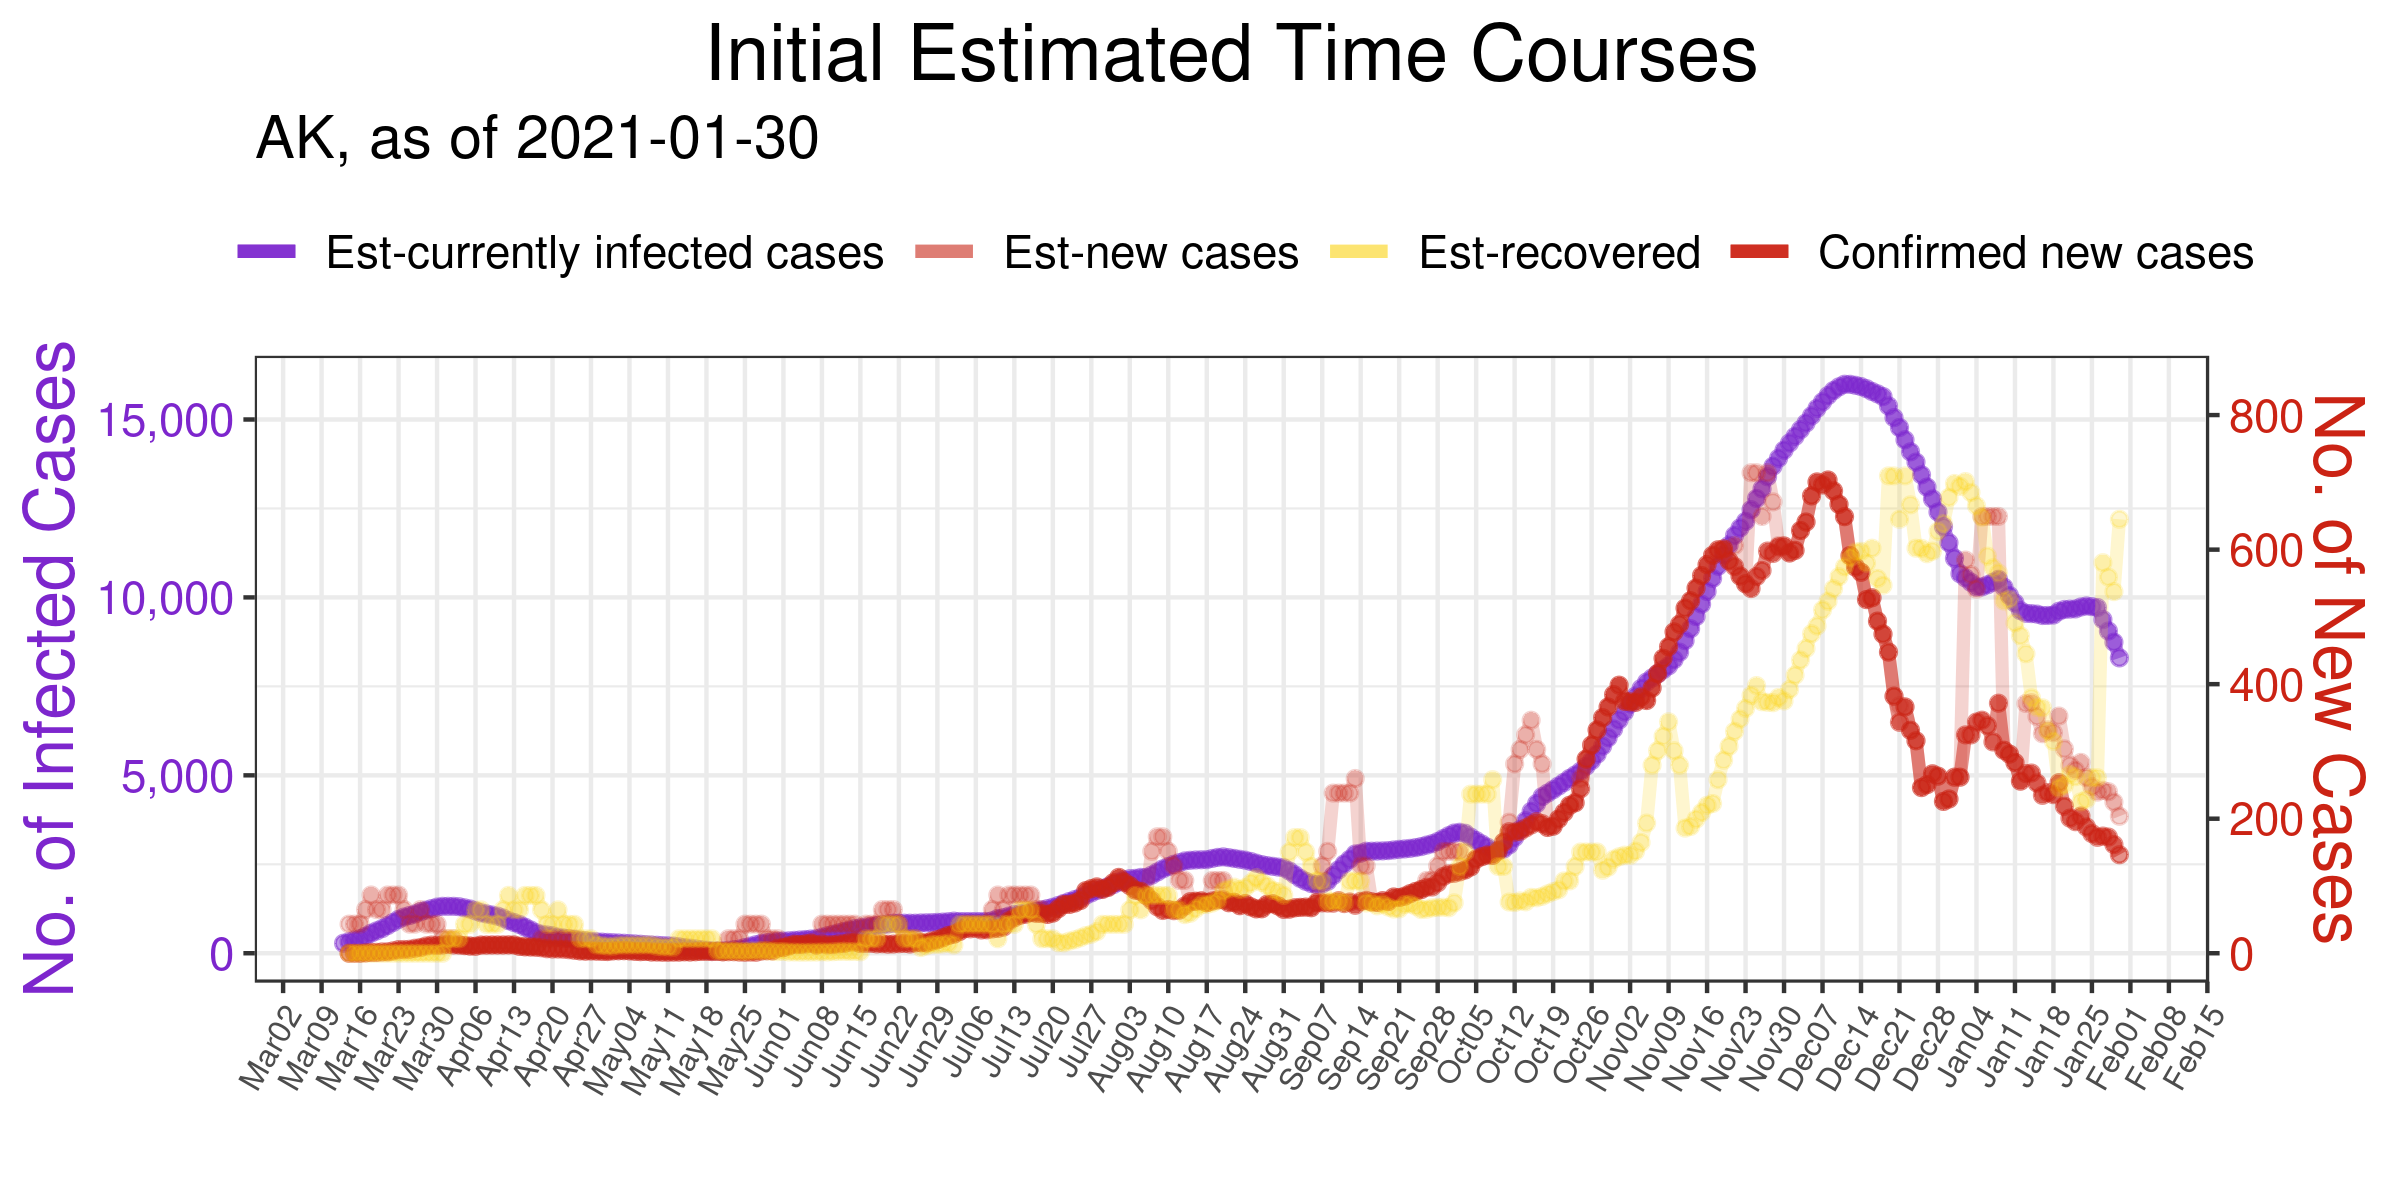 Initial Estimated Time Courses
AK, as of 2021-01-30
Est-currently infected cases
Est-new cases
Est-recovered
Confirmed new cases
No. of Infected Cases
15,000
10,000
5,000
0
800
600
400
200
0
No. of New Cases
Mar02
Mar09
Mar16
Mar23
Mar30
Apr06
Apr13
Apr20
Apr27
May04
May11
May18
May25
Jun01
Jun08
Jun15
Jun22
Jun29
Jul06
Jul13
Jul20
Jul27
Aug03
Aug10
Aug17
Aug24
Aug31
Sep07
Sep14
Sep21
Sep28
Oct05
Oct12
Oct19
Oct26
Nov02
Nov09
Nov16
Nov23
Nov30
Dec07
Dec14
Dec21
Dec28
Jan04
Jan11
Jan18
Jan25
Feb01
Feb08
Feb15